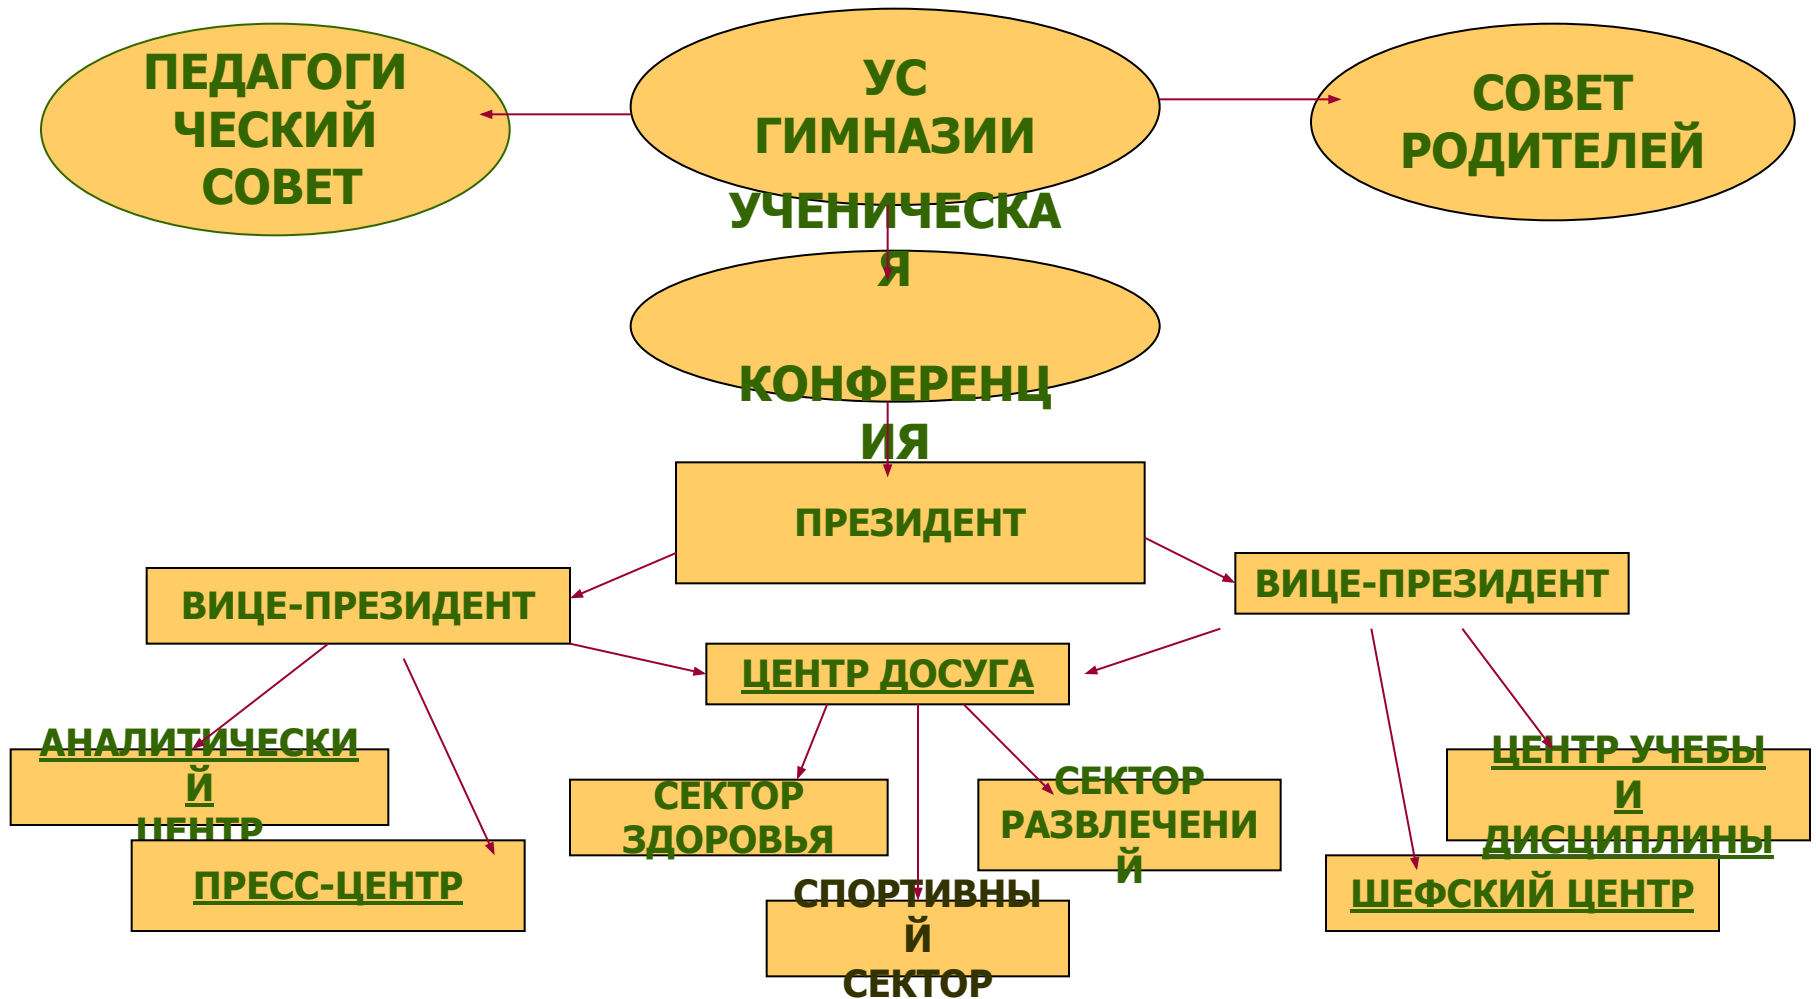 ПЕДАГОГИ
ЧЕСКИЙ
СОВЕТ
УС
ГИМНАЗИИ
СОВЕТ
РОДИТЕЛЕЙ
УЧЕНИЧЕСКА
Я
КОНФЕРЕНЦ
ИЯ
ПРЕЗИДЕНТ
ВИЦЕ-ПРЕЗИДЕНТ
ВИЦЕ-ПРЕЗИДЕНТ
ЦЕНТР ДОСУГА
АНАЛИТИЧЕСКИ
Й
ЦЕНТР
ПРЕСС-ЦЕНТР
СЕКТОР
ЗДОРОВЬЯ
СЕКТОР
РАЗВЛЕЧЕНИ
Й
СПОРТИВНЫ
Й
СЕКТОР
ЦЕНТР УЧЕБЫ
И
ДИСЦИПЛИНЫ
ШЕФСКИЙ ЦЕНТР